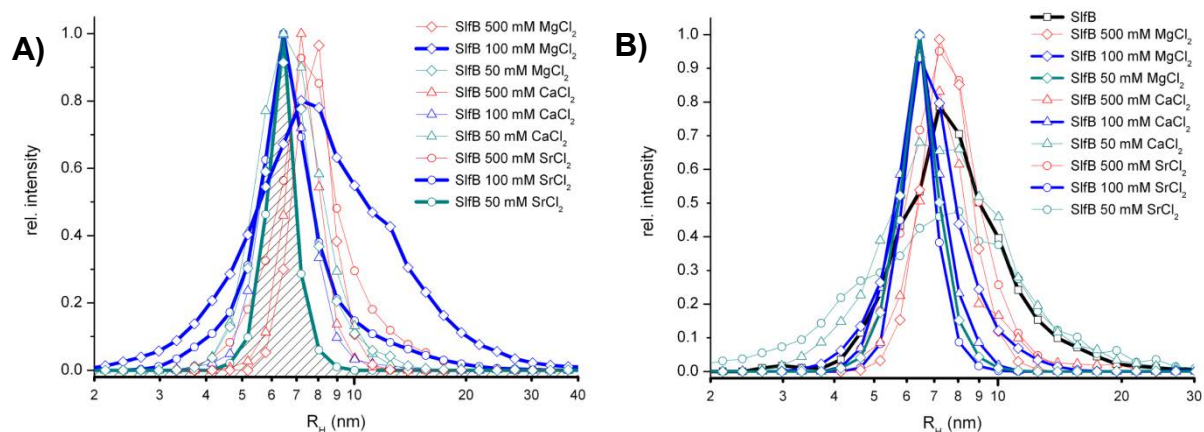 A)
SlfB 500 mM MgCl₂
SlfB 100 mM MgCl₂
SlfB 50 mM MgCl₂
SlfB 500 mM CaCl₂
SlfB 100 mM CaCl₂
SlfB 50 mM CaCl₂
SlfB 500 mM SrCl₂
SlfB 100 mM SrCl₂
SlfB 50 mM SrCl₂
rel. intensity
1.0
0.8
0.6
0.4
0.2
0.0
2 3 4 5 6 7 8 9 10 20 30 40
R_H (nm)
B)
SlfB
SlfB 500 mM MgCl₂
SlfB 100 mM MgCl₂
SlfB 50 mM MgCl₂
SlfB 500 mM CaCl₂
SlfB 100 mM CaCl₂
SlfB 50 mM CaCl₂
SlfB 500 mM SrCl₂
SlfB 100 mM SrCl₂
SlfB 50 mM SrCl₂
rel. intensity
1.0
0.9
0.8
0.7
0.6
0.5
0.4
0.3
0.2
0.1
0.0
2 3 4 5 6 7 8 9 10 20 30
R_H (nm)